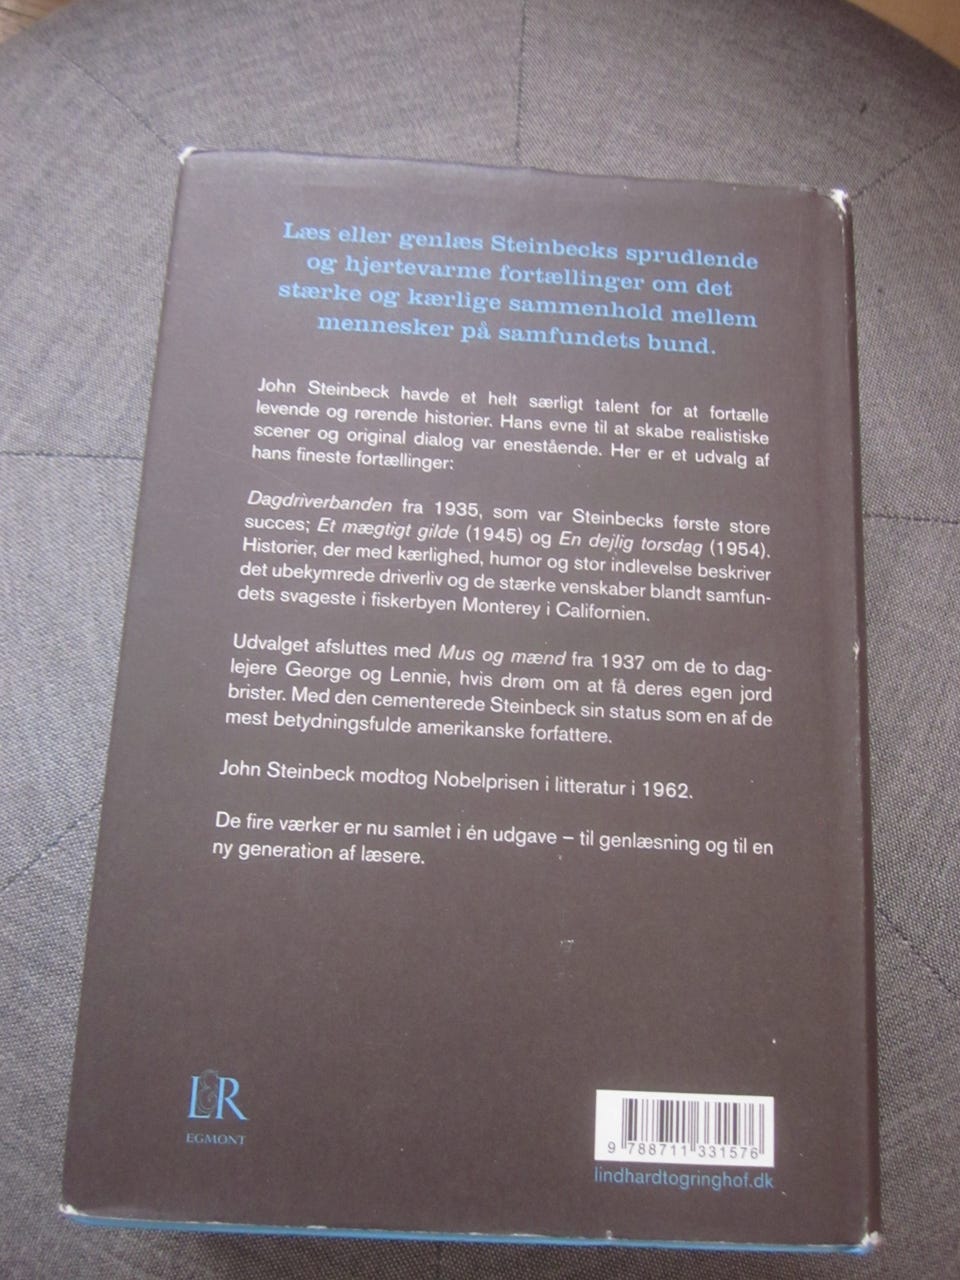 Læs eller genlæs Steinbecks sprudlende
og hjertevarme fortællinger om det
stærke og kærlige sammenhold mellem
mennesker på samfundets bund.
John Steinbeck havde et helt særligt talent for at fortælle
levende og rørende historier. Hans evne til at skabe realistiske
scener og original dialog var enestående. Her er et udvalg af
hans fineste fortællinger:
Dagdriverbanden fra 1935, som var Steinbecks første store
succes; Et mægtigt gilde (1945) og En dejlig torsdag (1954).
Historier, der med kærlighed, humor og stor indlevelse beskriver
det ubekymrede driverliv og de stærke venskaber blandt samfun-
dets svageste i fiskerbyen Monterey i Californien.
Udvalget afsluttes med Mus og mænd fra 1937 om de to dag-
lejere George og Lennie, hvis drøm om at få deres egen jord
brister. Med den cementerede Steinbeck sin status som en af de
mest betydningsfulde amerikanske forfattere.
John Steinbeck modtog Nobelprisen i litteratur i 1962.
De fire værker er nu samlet i én udgave – til genlæsning og til en
ny generation af læsere.
L&R
EGMONT
9 788711 331576
lindhardtogringhof.dk